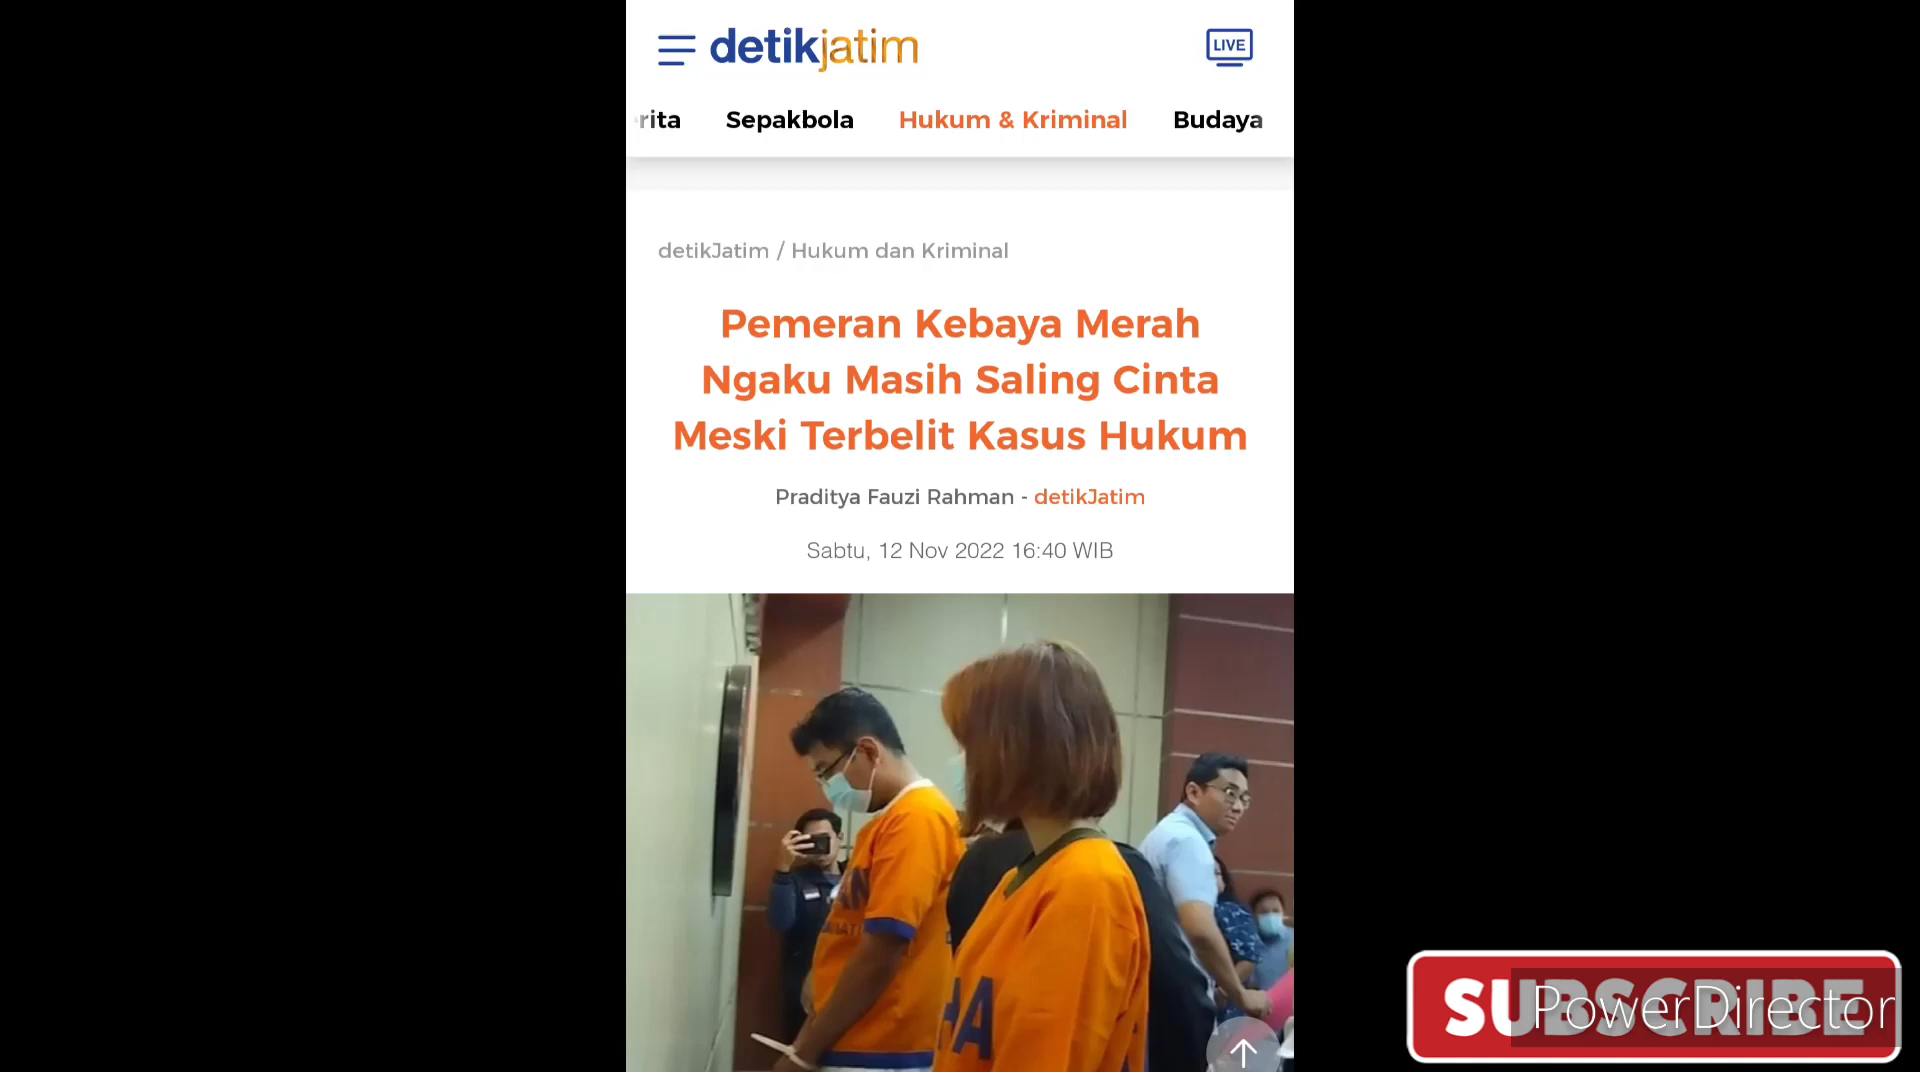 detikjatim
LIVE
rita Sepakbola Hukum & Kriminal Budaya
detikJatim / Hukum dan Kriminal
Pemeran Kebaya Merah
Ngaku Masih Saling Cinta
Meski Terbelit Kasus Hukum
Praditya Fauzi Rahman - detikJatim
Sabtu, 12 Nov 2022 16:40 WIB
SUBSCRIBE
PowerDirector